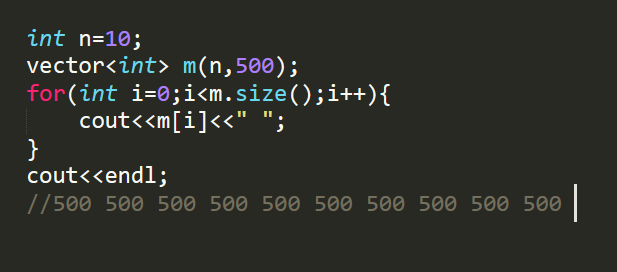 int n=10;
vector<int> m(n,500);
for(int i=0;i<m.size();i++){
    cout<<m[i]<<" ";
}
cout<<endl;
//500 500 500 500 500 500 500 500 500 500